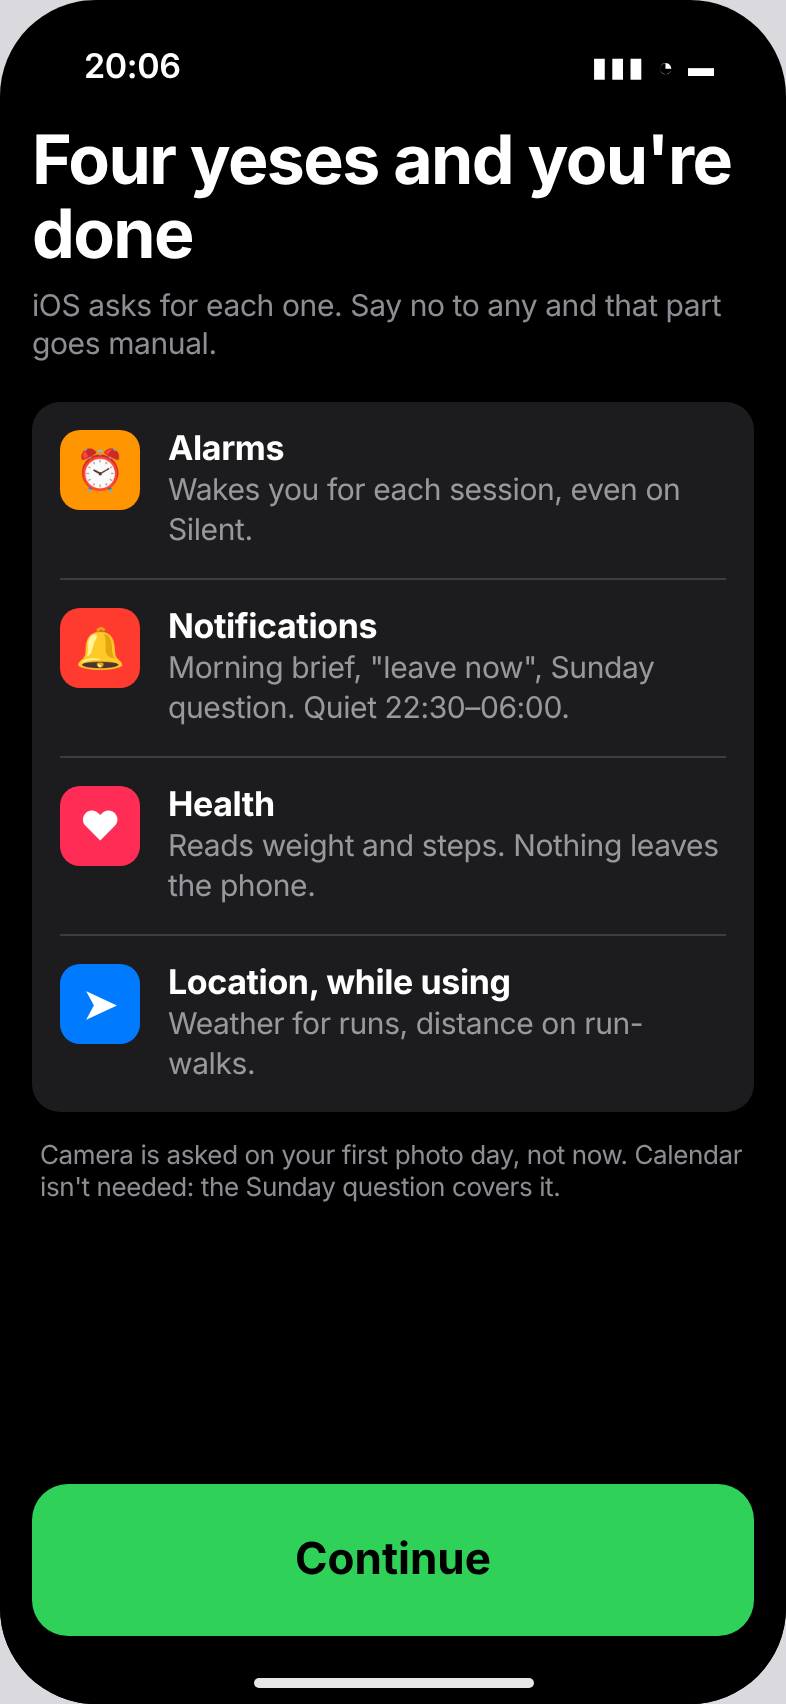 20:06
Four yeses and you're
done
iOS asks for each one. Say no to any and that part
goes manual.
Alarms
Wakes you for each session, even on
Silent.
Notifications
Morning brief, "leave now", Sunday
question. Quiet 22:30–06:00.
Health
Reads weight and steps. Nothing leaves
the phone.
Location, while using
Weather for runs, distance on run-
walks.
Camera is asked on your first photo day, not now. Calendar
isn't needed: the Sunday question covers it.
Continue